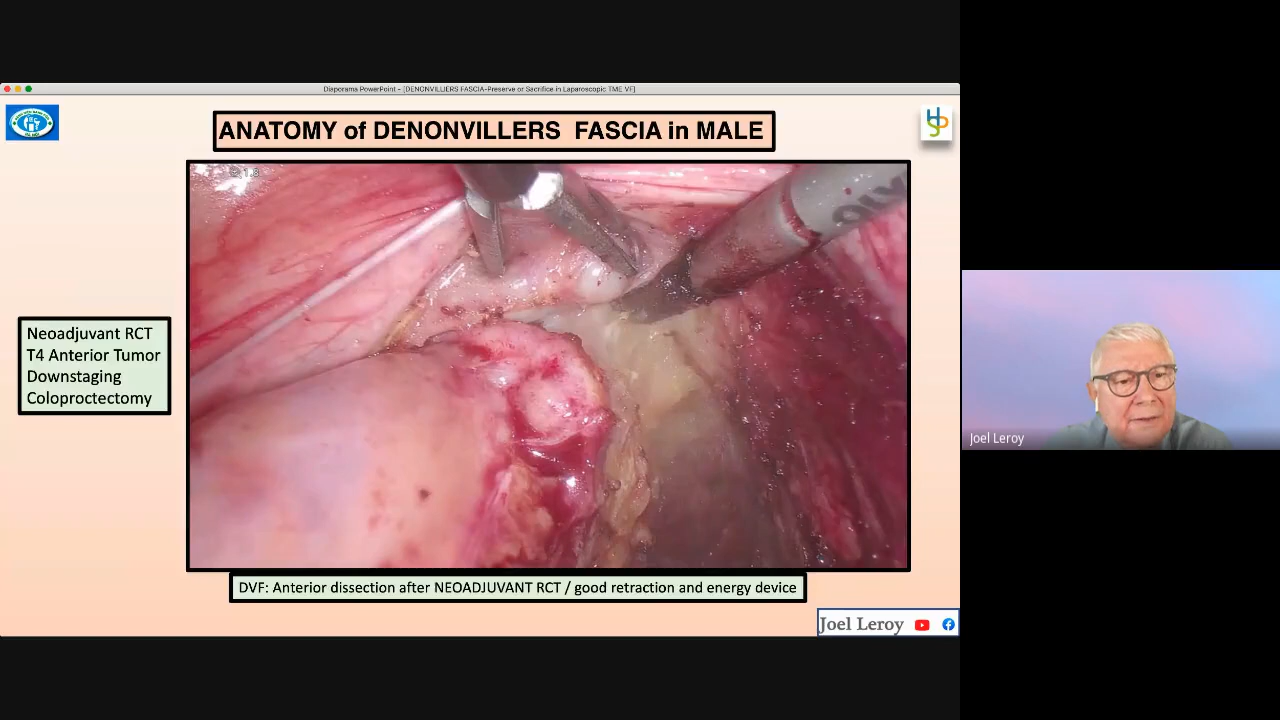 Diaporama PowerPoint - [DENONVILLIERS FASCIA-Preserve or Sacrifice in Laparoscopic TME VF]
ANATOMY of DENONVILLERS FASCIA in MALE
Neoadjuvant RCT
T4 Anterior Tumor
Downstaging
Coloproctectomy
DVF: Anterior dissection after NEOADJUVANT RCT / good retraction and energy device
Joel Leroy
Joel Leroy